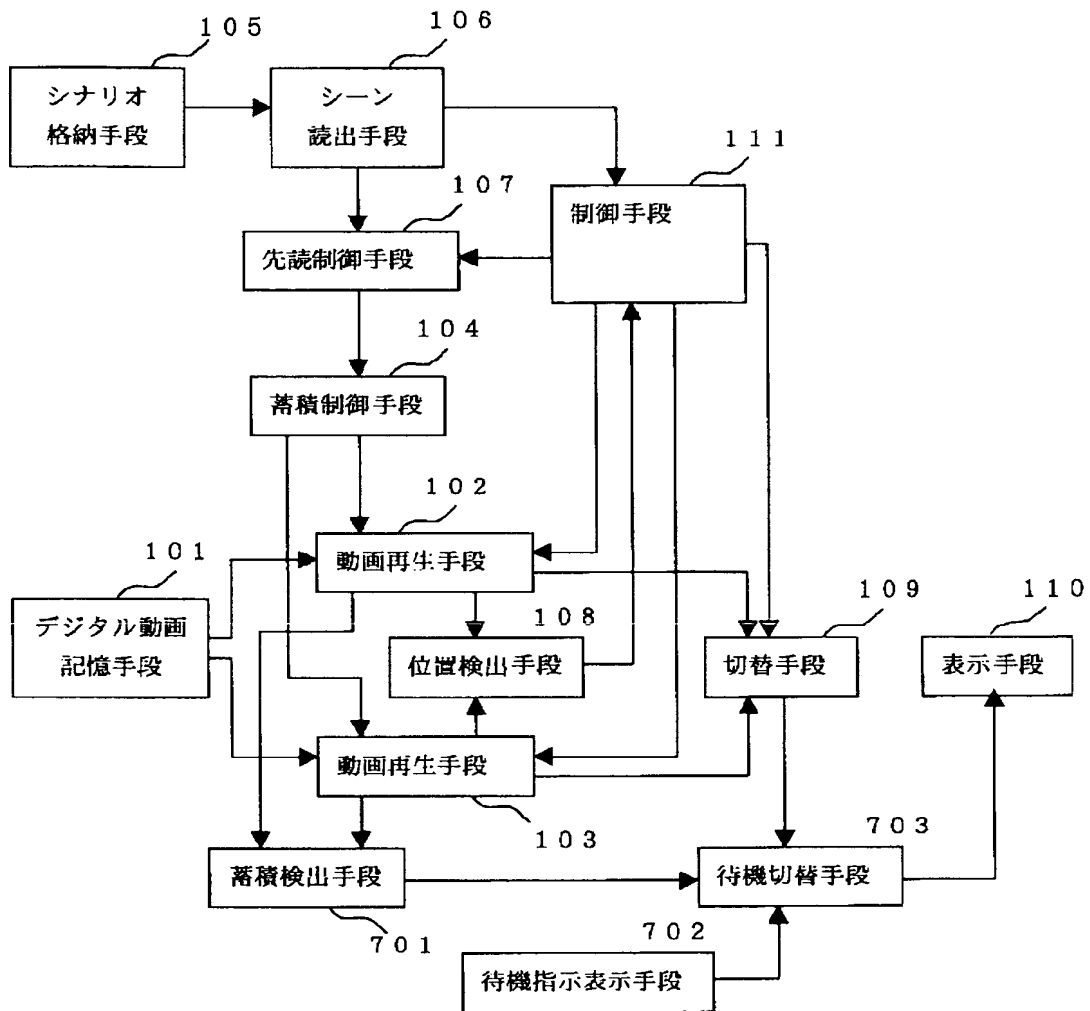 １０５
１０６
シナリオ
格納手段
シーン
読出手段
１１１
１０７
制御手段
先読制御手段
１０４
蓄積制御手段
１０２
１０１
動画再生手段
１０９
１１０
デジタル動画
記憶手段
１０８
位置検出手段
切替手段
表示手段
動画再生手段
１０３
７０３
蓄積検出手段
待機切替手段
７０１
７０２
待機指示表示手段